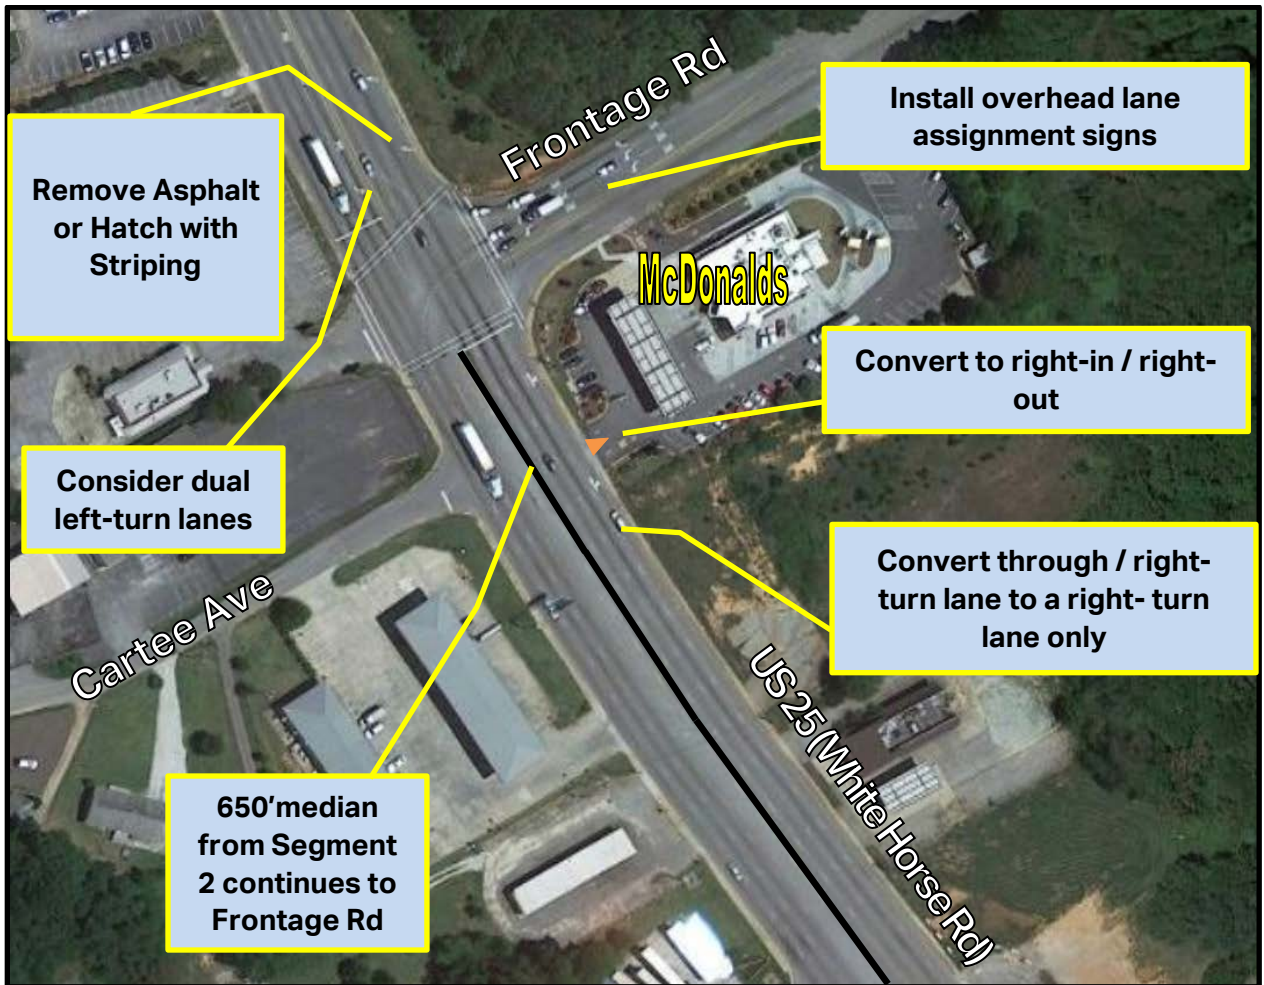 Frontage Rd
Install overhead lane
assignment signs
Remove Asphalt
or Hatch with
Striping
McDonalds
Convert to right-in / right-
out
Consider dual
left-turn lanes
Convert through / right-
turn lane to a right- turn
lane only
Cartee Ave
US 25 (White Horse Rd)
650’median
from Segment
2 continues to
Frontage Rd